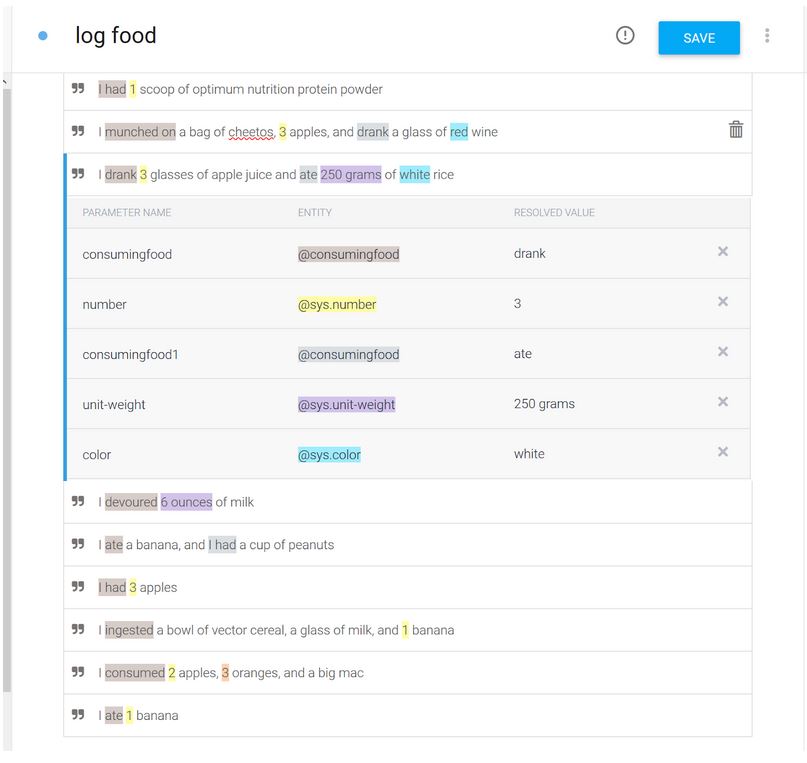 log food
SAVE
I had 1 scoop of optimum nutrition protein powder
I munched on a bag of cheetos, 3 apples, and drank a glass of red wine
I drank 3 glasses of apple juice and ate 250 grams of white rice
PARAMETER NAME ENTITY RESOLVED VALUE
consumingfood @consumingfood drank
number @sys.number 3
consumingfood1 @consumingfood ate
unit-weight @sys.unit-weight 250 grams
color @sys.color white
I devoured 6 ounces of milk
I ate a banana, and I had a cup of peanuts
I had 3 apples
I ingested a bowl of vector cereal, a glass of milk, and 1 banana
I consumed 2 apples, 3 oranges, and a big mac
I ate 1 banana